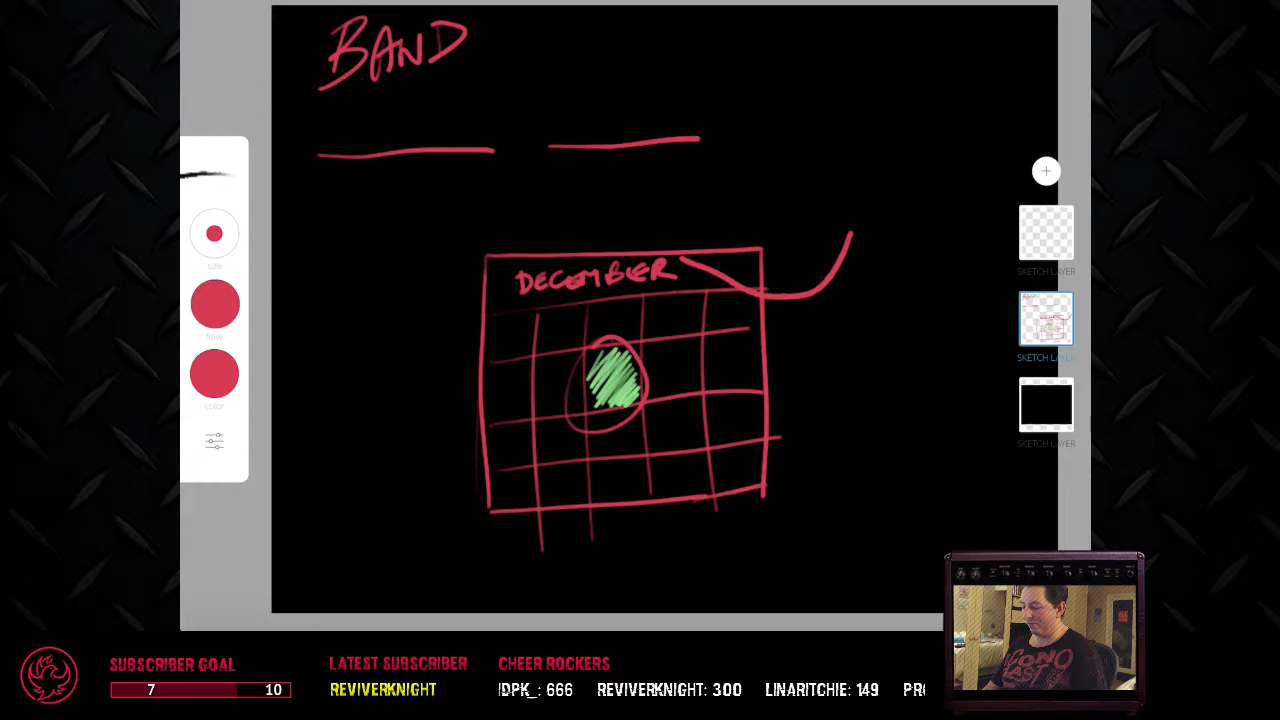 BAND
DECEMBER
size
flow
color
SKETCH LAYER
SKETCH LAYER
SKETCH LAYER
SUBSCRIBER GOAL
7 10
LATEST SUBSCRIBER
REVIVERKNIGHT
CHEER ROCKERS
!DPK_: 666 REVIVERKNIGHT: 300 LINARITCHIE: 149